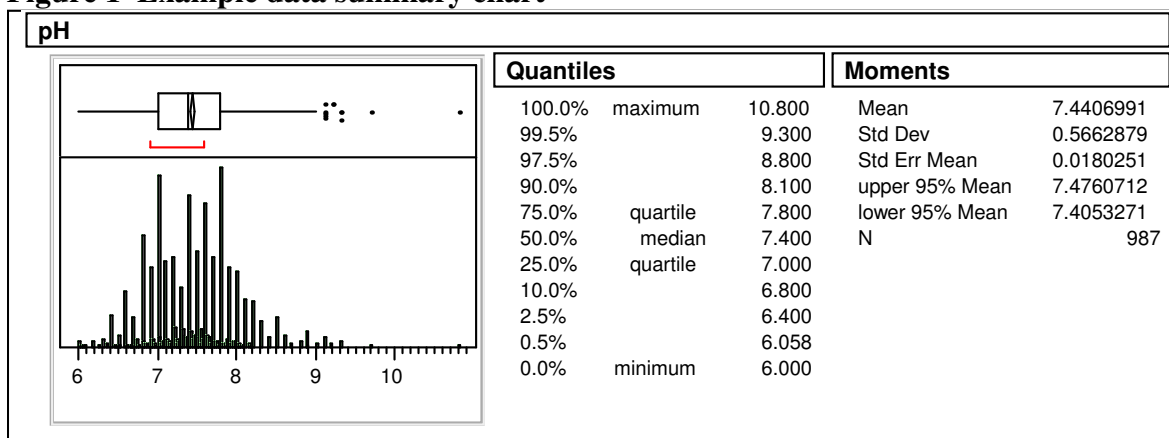 Figure 1 Example data summary chart
pH
6 7 8 9 10
Quantiles
100.0% maximum 10.800
99.5% 9.300
97.5% 8.800
90.0% 8.100
75.0% quartile 7.800
50.0% median 7.400
25.0% quartile 7.000
10.0% 6.800
2.5% 6.400
0.5% 6.058
0.0% minimum 6.000
Moments
Mean 7.4406991
Std Dev 0.5662879
Std Err Mean 0.0180251
upper 95% Mean 7.4760712
lower 95% Mean 7.4053271
N 987